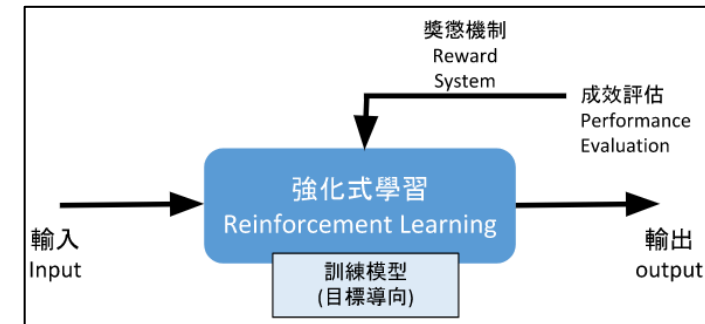 獎懲機制
Reward
System
成效評估
Performance
Evaluation
強化式學習
Reinforcement Learning
輸入
Input
訓練模型
(目標導向)
輸出
output